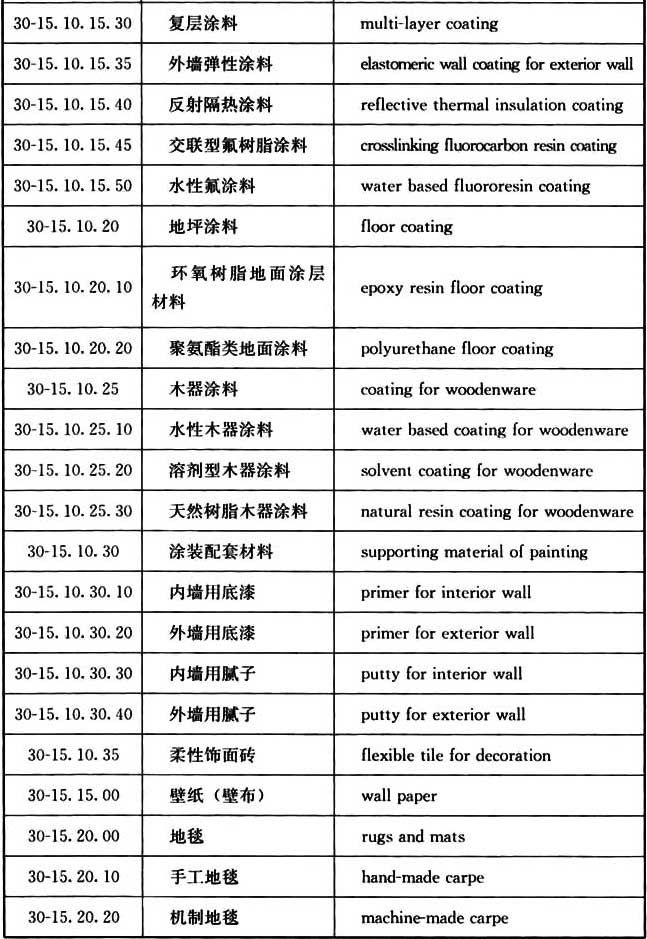 30-15.10.15.30 复层涂料 multi-layer coating
30-15.10.15.35 外墙弹性涂料 elastomeric wall coating for exterior wall
30-15.10.15.40 反射隔热涂料 reflective thermal insulation coating
30-15.10.15.45 交联型氟树脂涂料 crosslinking fluorocarbon resin coating
30-15.10.15.50 水性氟涂料 water based fluororesin coating
30-15.10.20 地坪涂料 floor coating
30-15.10.20.10 环氧树脂地面涂层
材料 epoxy resin floor coating
30-15.10.20.20 聚氨酯类地面涂料 polyurethane floor coating
30-15.10.25 木器涂料 coating for woodenware
30-15.10.25.10 水性木器涂料 water based coating for woodenware
30-15.10.25.20 溶剂型木器涂料 solvent coating for woodenware
30-15.10.25.30 天然树脂木器涂料 natural resin coating for woodenware
30-15.10.30 涂装配套材料 supporting material of painting
30-15.10.30.10 内墙用底漆 primer for interior wall
30-15.10.30.20 外墙用底漆 primer for exterior wall
30-15.10.30.30 内墙用腻子 putty for interior wall
30-15.10.30.40 外墙用腻子 putty for exterior wall
30-15.10.35 柔性饰面砖 flexible tile for decoration
30-15.15.00 壁纸（壁布） wall paper
30-15.20.00 地毯 rugs and mats
30-15.20.10 手工地毯 hand-made carpe
30-15.20.20 机制地毯 machine-made carpe